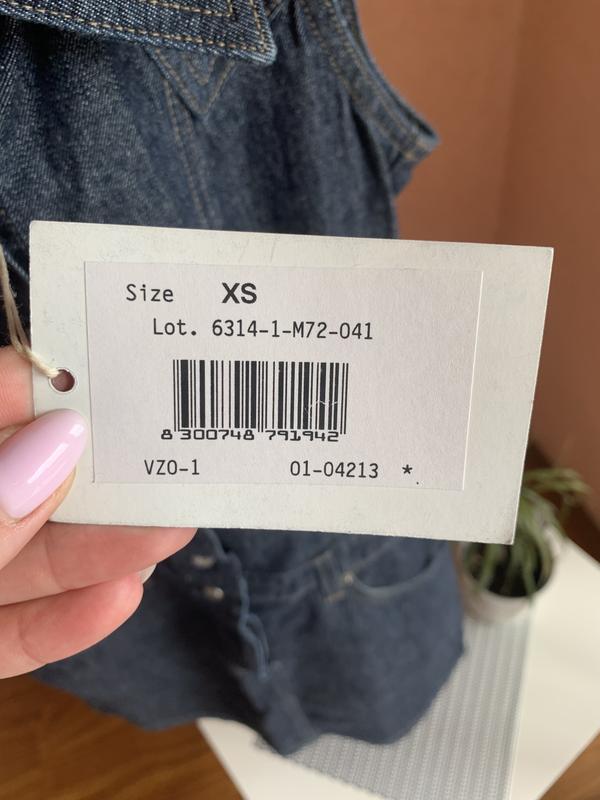 Size XS
Lot. 6314-1-M72-041
8 300748 791942
VZO-1 01-04213 *